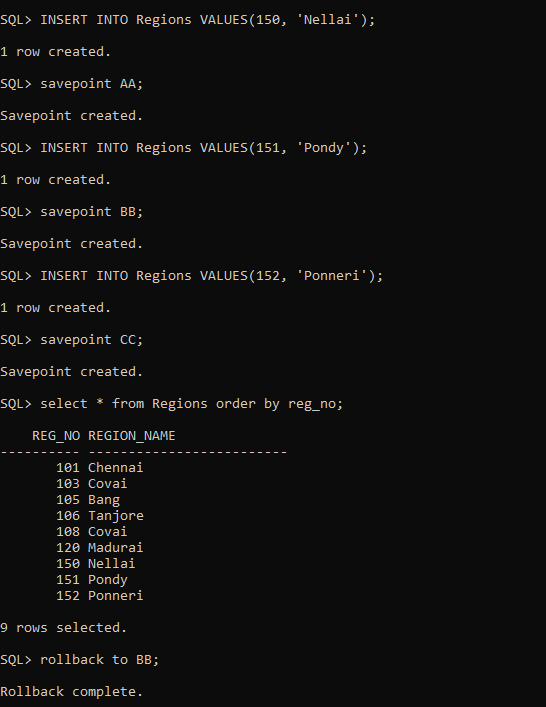 SQL> INSERT INTO Regions VALUES(150, 'Nellai');
1 row created.
SQL> savepoint AA;
Savepoint created.
SQL> INSERT INTO Regions VALUES(151, 'Pondy');
1 row created.
SQL> savepoint BB;
Savepoint created.
SQL> INSERT INTO Regions VALUES(152, 'Ponneri');
1 row created.
SQL> savepoint CC;
Savepoint created.
SQL> select * from Regions order by reg_no;
    REG_NO REGION_NAME
---------- -------------------------
       101 Chennai
       103 Covai
       105 Bang
       106 Tanjore
       108 Covai
       120 Madurai
       150 Nellai
       151 Pondy
       152 Ponneri
9 rows selected.
SQL> rollback to BB;
Rollback complete.